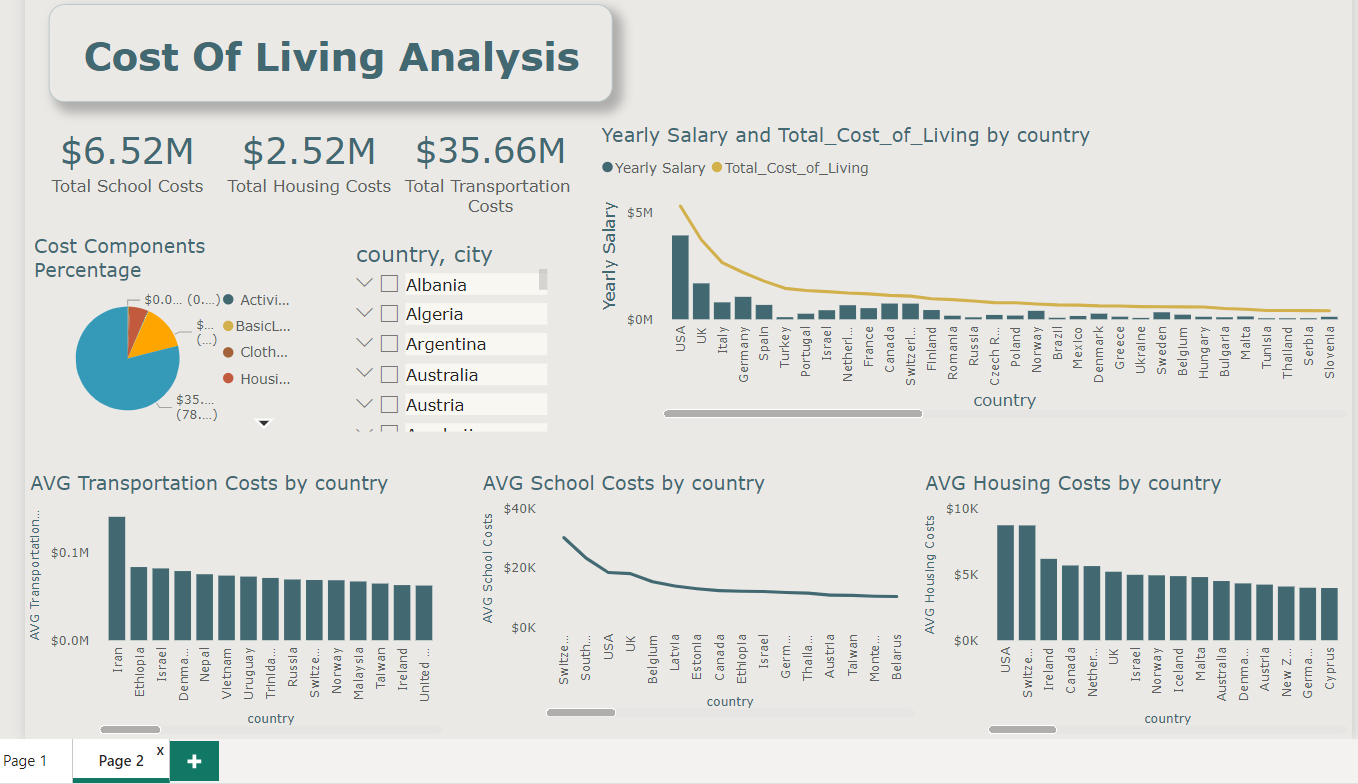 Cost Of Living Analysis
$6.52M
Total School Costs
$2.52M
Total Housing Costs
$35.66M
Total Transportation
Costs
Yearly Salary and Total_Cost_of_Living by country
Yearly Salary
Total_Cost_of_Living
Yearly Salary
$5M
$0M
USA
UK
Italy
Germany
Spain
Turkey
Portugal
Israel
Netherl...
France
Canada
Switzerl...
Finland
Romania
Russia
Czech R...
Poland
Norway
Brazil
Mexico
Denmark
Greece
Ukraine
Sweden
Belgium
Hungary
Bulgaria
Malta
Tunisia
Thailand
Serbia
Slovenia
country
Cost Components
Percentage
$0.0... (0....)
$...
(...)
$35....
(78....)
Activi...
BasicL...
Cloth...
Housi...
country, city
Albania
Algeria
Argentina
Australia
Austria
AVG Transportation Costs by country
AVG Transportation...
$0.1M
$0.0M
Iran
Ethiopia
Israel
Denma...
Nepal
Vietnam
Uruguay
Trinida...
Russia
Switze...
Norway
Malaysia
Taiwan
Ireland
United ...
country
AVG School Costs by country
AVG School Costs
$40K
$20K
$0K
Switze...
South...
USA
UK
Belgium
Latvia
Estonia
Canada
Ethiopia
Israel
Germ...
Thaila...
Austria
Taiwan
Monte...
Belarus
country
AVG Housing Costs by country
AVG Housing Costs
$10K
$5K
$0K
USA
Switze...
Ireland
Canada
Nether...
UK
Israel
Norway
Iceland
Malta
Australia
Denma...
Austria
New Z...
Germa...
Cyprus
country
Page 1
Page 2
x
+